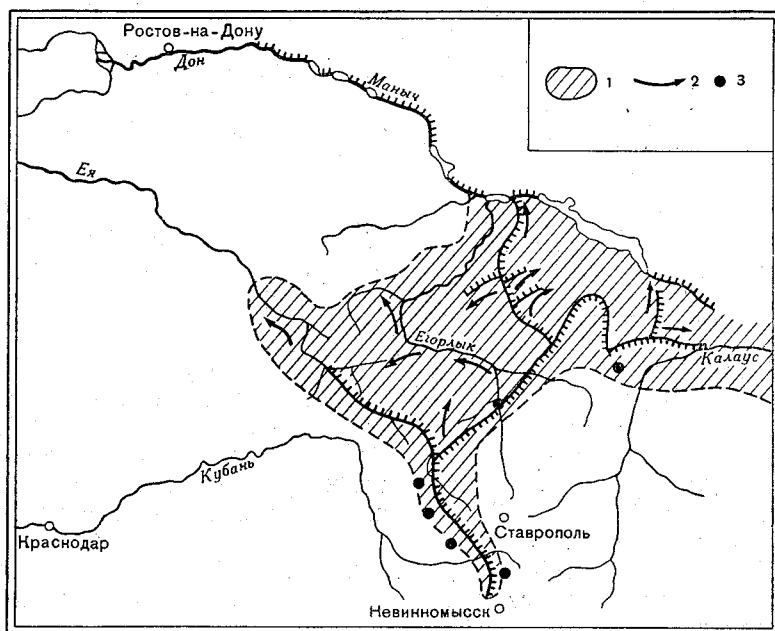 Ростов-на-Дону
Дон
Маныч
1
2
3
Ея
Егорлык
Калаус
Кубань
Ставрополь
Краснодар
Невинномысск